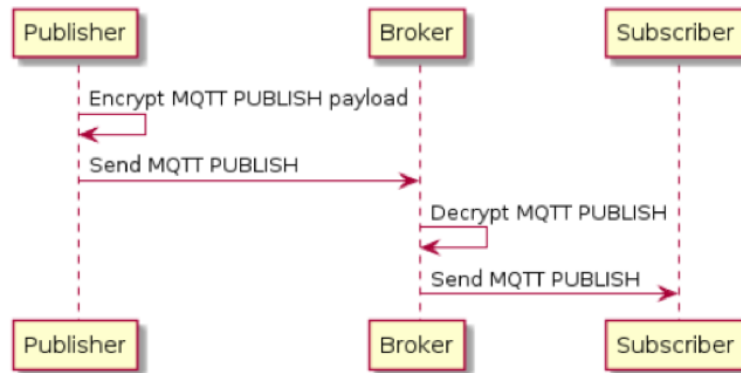 Publisher
Broker
Subscriber
Encrypt MQTT PUBLISH payload
Send MQTT PUBLISH
Decrypt MQTT PUBLISH
Send MQTT PUBLISH
Publisher
Broker
Subscriber